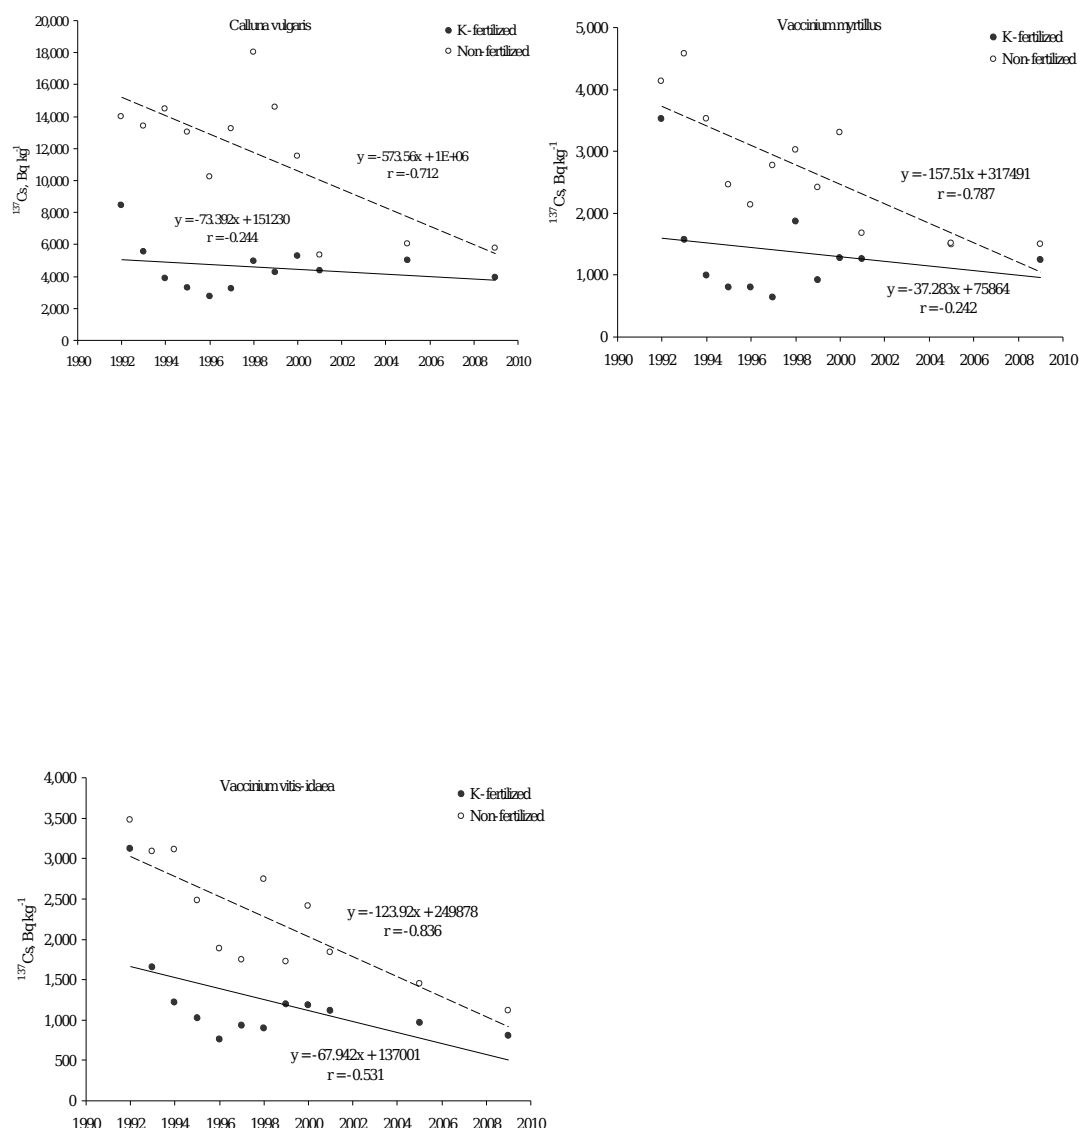 Calluna vulgaris
K-fertilized
Non-fertilized
20,000
18,000
16,000
14,000
12,000
10,000
8,000
6,000
4,000
2,000
0
137Cs, Bq kg-1
y = -573.56x + 1E+06
r = -0.712
y = -73.392x + 151230
r = -0.244
1990 1992 1994 1996 1998 2000 2002 2004 2006 2008 2010
Vaccinium myrtillus
K-fertilized
Non-fertilized
5,000
4,000
3,000
2,000
1,000
0
137Cs, Bq kg-1
y = -157.51x + 317491
r = -0.787
y = -37.283x + 75864
r = -0.242
1990 1992 1994 1996 1998 2000 2002 2004 2006 2008 2010
Vaccinium vitis-idaea
K-fertilized
Non-fertilized
4,000
3,500
3,000
2,500
2,000
1,500
1,000
500
0
137Cs, Bq kg-1
y = -123.92x + 249878
r = -0.836
y = -67.942x + 137001
r = -0.531
1990 1992 1994 1996 1998 2000 2002 2004 2006 2008 2010